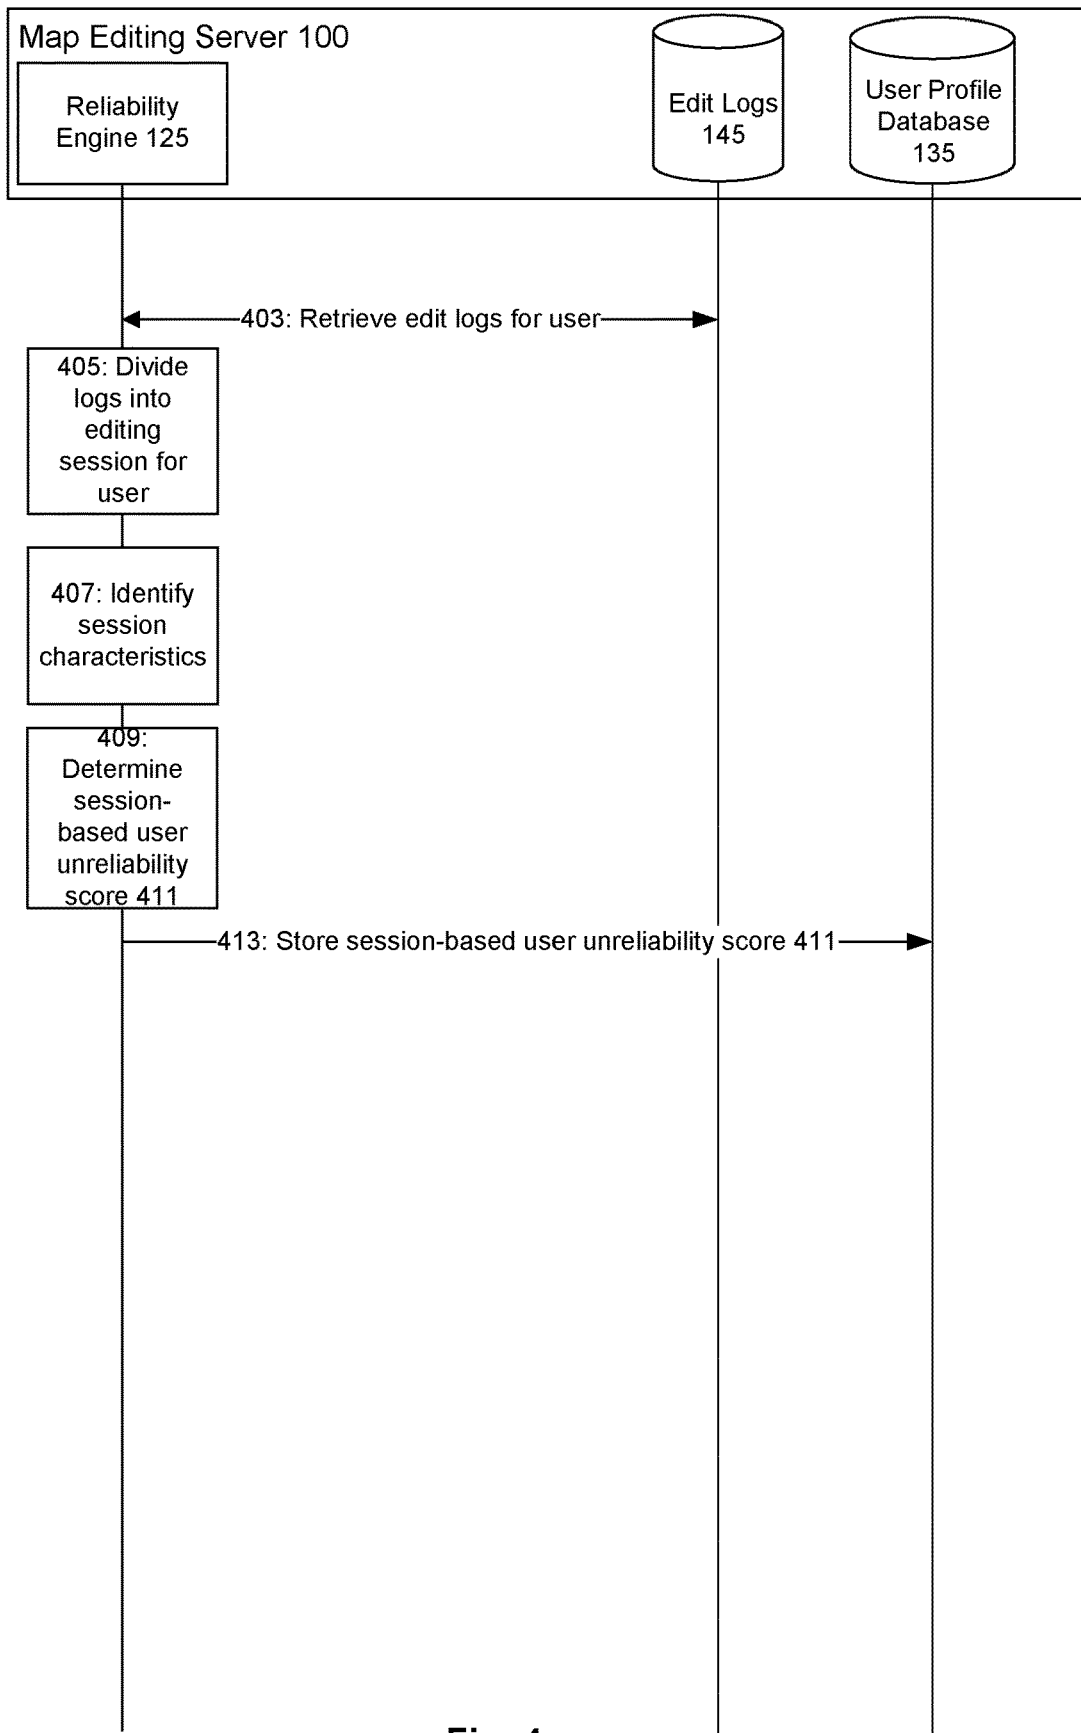 Map Editing Server 100
Reliability
Engine 125
Edit Logs
145
User Profile
Database
135
403: Retrieve edit logs for user
405: Divide
logs into
editing
session for
user
407: Identify
session
characteristics
409:
Determine
session-
based user
unreliability
score 411
413: Store session-based user unreliability score 411